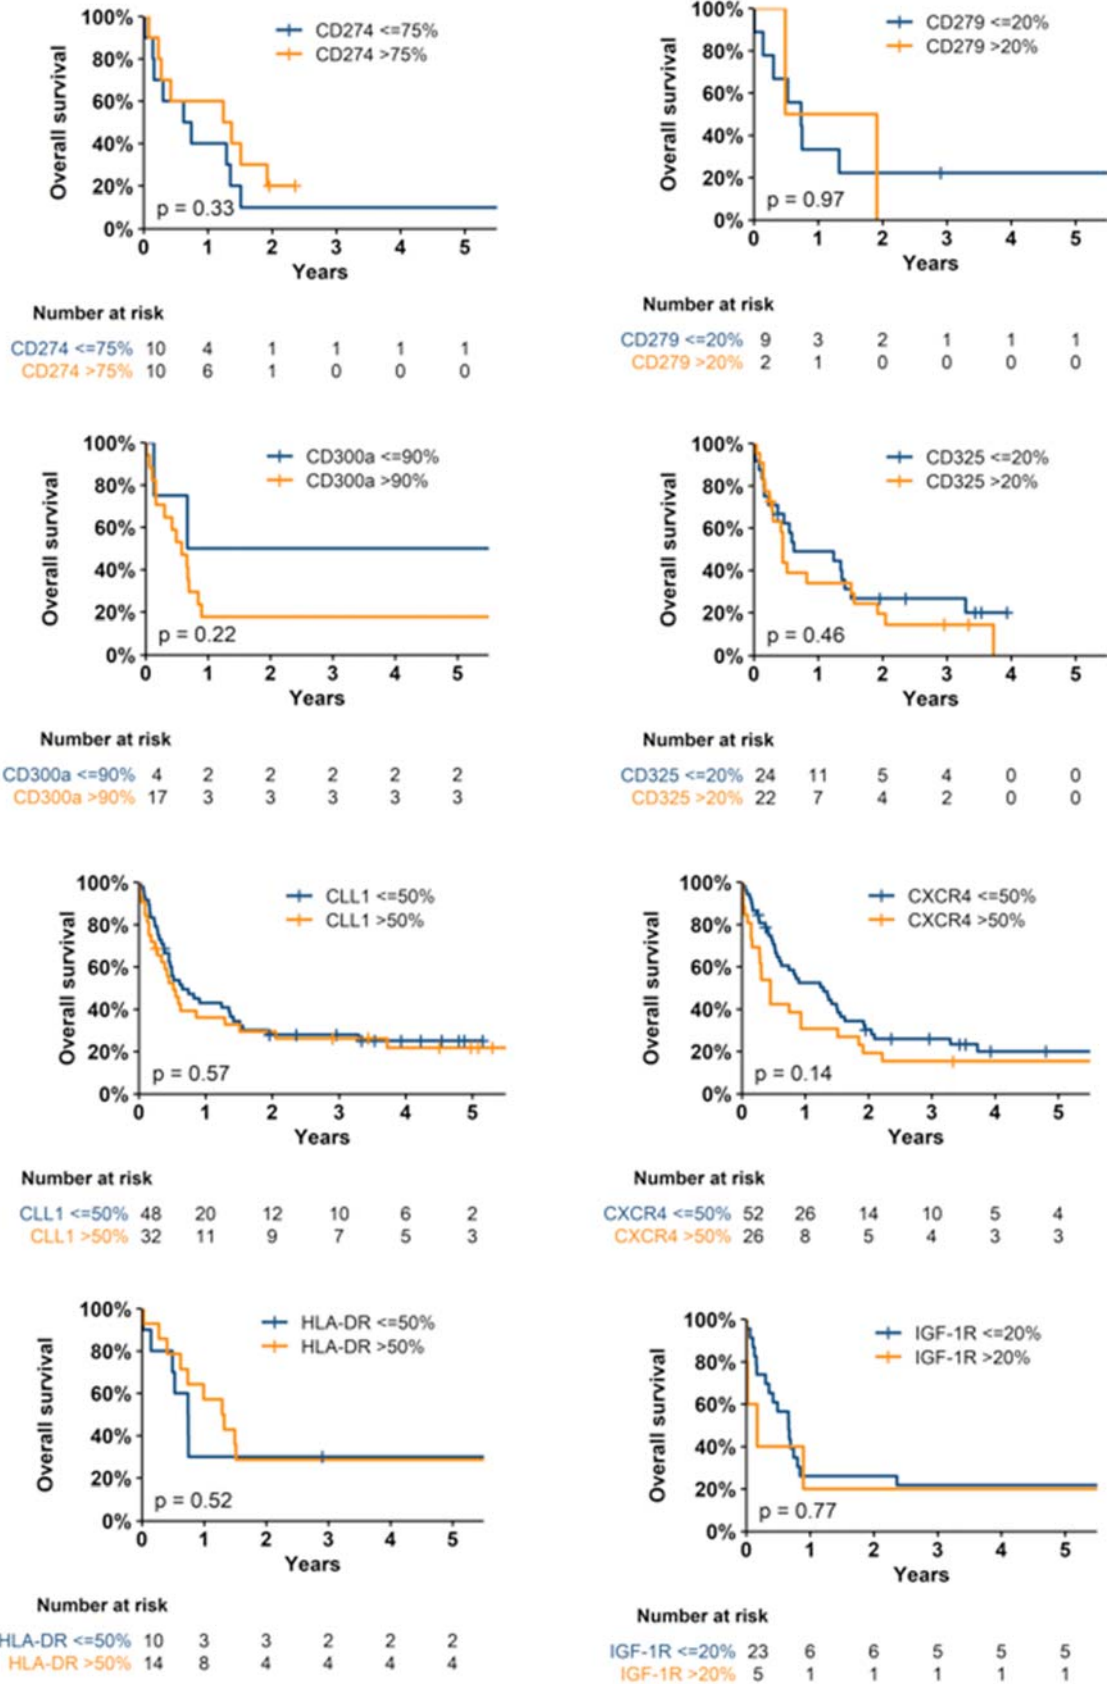 100%
80%
60%
40%
20%
0%
Overall survival
CD274 <=75%
CD274 >75%
p = 0.33
0 1 2 3 4 5
Years
Number at risk
CD274 <=75% 10 4 1 1 1 1
CD274 >75% 10 6 1 0 0 0
100%
80%
60%
40%
20%
0%
Overall survival
CD279 <=20%
CD279 >20%
p = 0.97
0 1 2 3 4 5
Years
Number at risk
CD279 <=20% 9 3 2 1 1 1
CD279 >20% 2 1 0 0 0 0
100%
80%
60%
40%
20%
0%
Overall survival
CD300a <=90%
CD300a >90%
p = 0.22
0 1 2 3 4 5
Years
Number at risk
CD300a <=90% 4 2 2 2 2 2
CD300a >90% 17 3 3 3 3 3
100%
80%
60%
40%
20%
0%
Overall survival
CD325 <=20%
CD325 >20%
p = 0.46
0 1 2 3 4 5
Years
Number at risk
CD325 <=20% 24 11 5 4 0 0
CD325 >20% 22 7 4 2 0 0
100%
80%
60%
40%
20%
0%
Overall survival
CLL1 <=50%
CLL1 >50%
p = 0.57
0 1 2 3 4 5
Years
Number at risk
CLL1 <=50% 48 20 12 10 6 2
CLL1 >50% 32 11 9 7 5 3
100%
80%
60%
40%
20%
0%
Overall survival
CXCR4 <=50%
CXCR4 >50%
p = 0.14
0 1 2 3 4 5
Years
Number at risk
CXCR4 <=50% 52 26 14 10 5 4
CXCR4 >50% 26 8 5 4 3 3
100%
80%
60%
40%
20%
0%
Overall survival
HLA-DR <=50%
HLA-DR >50%
p = 0.52
0 1 2 3 4 5
Years
Number at risk
HLA-DR <=50% 10 3 3 2 2 2
HLA-DR >50% 14 8 4 4 4 4
100%
80%
60%
40%
20%
0%
Overall survival
IGF-1R <=20%
IGF-1R >20%
p = 0.77
0 1 2 3 4 5
Years
Number at risk
IGF-1R <=20% 23 6 6 5 5 5
IGF-1R >20% 5 1 1 1 1 1